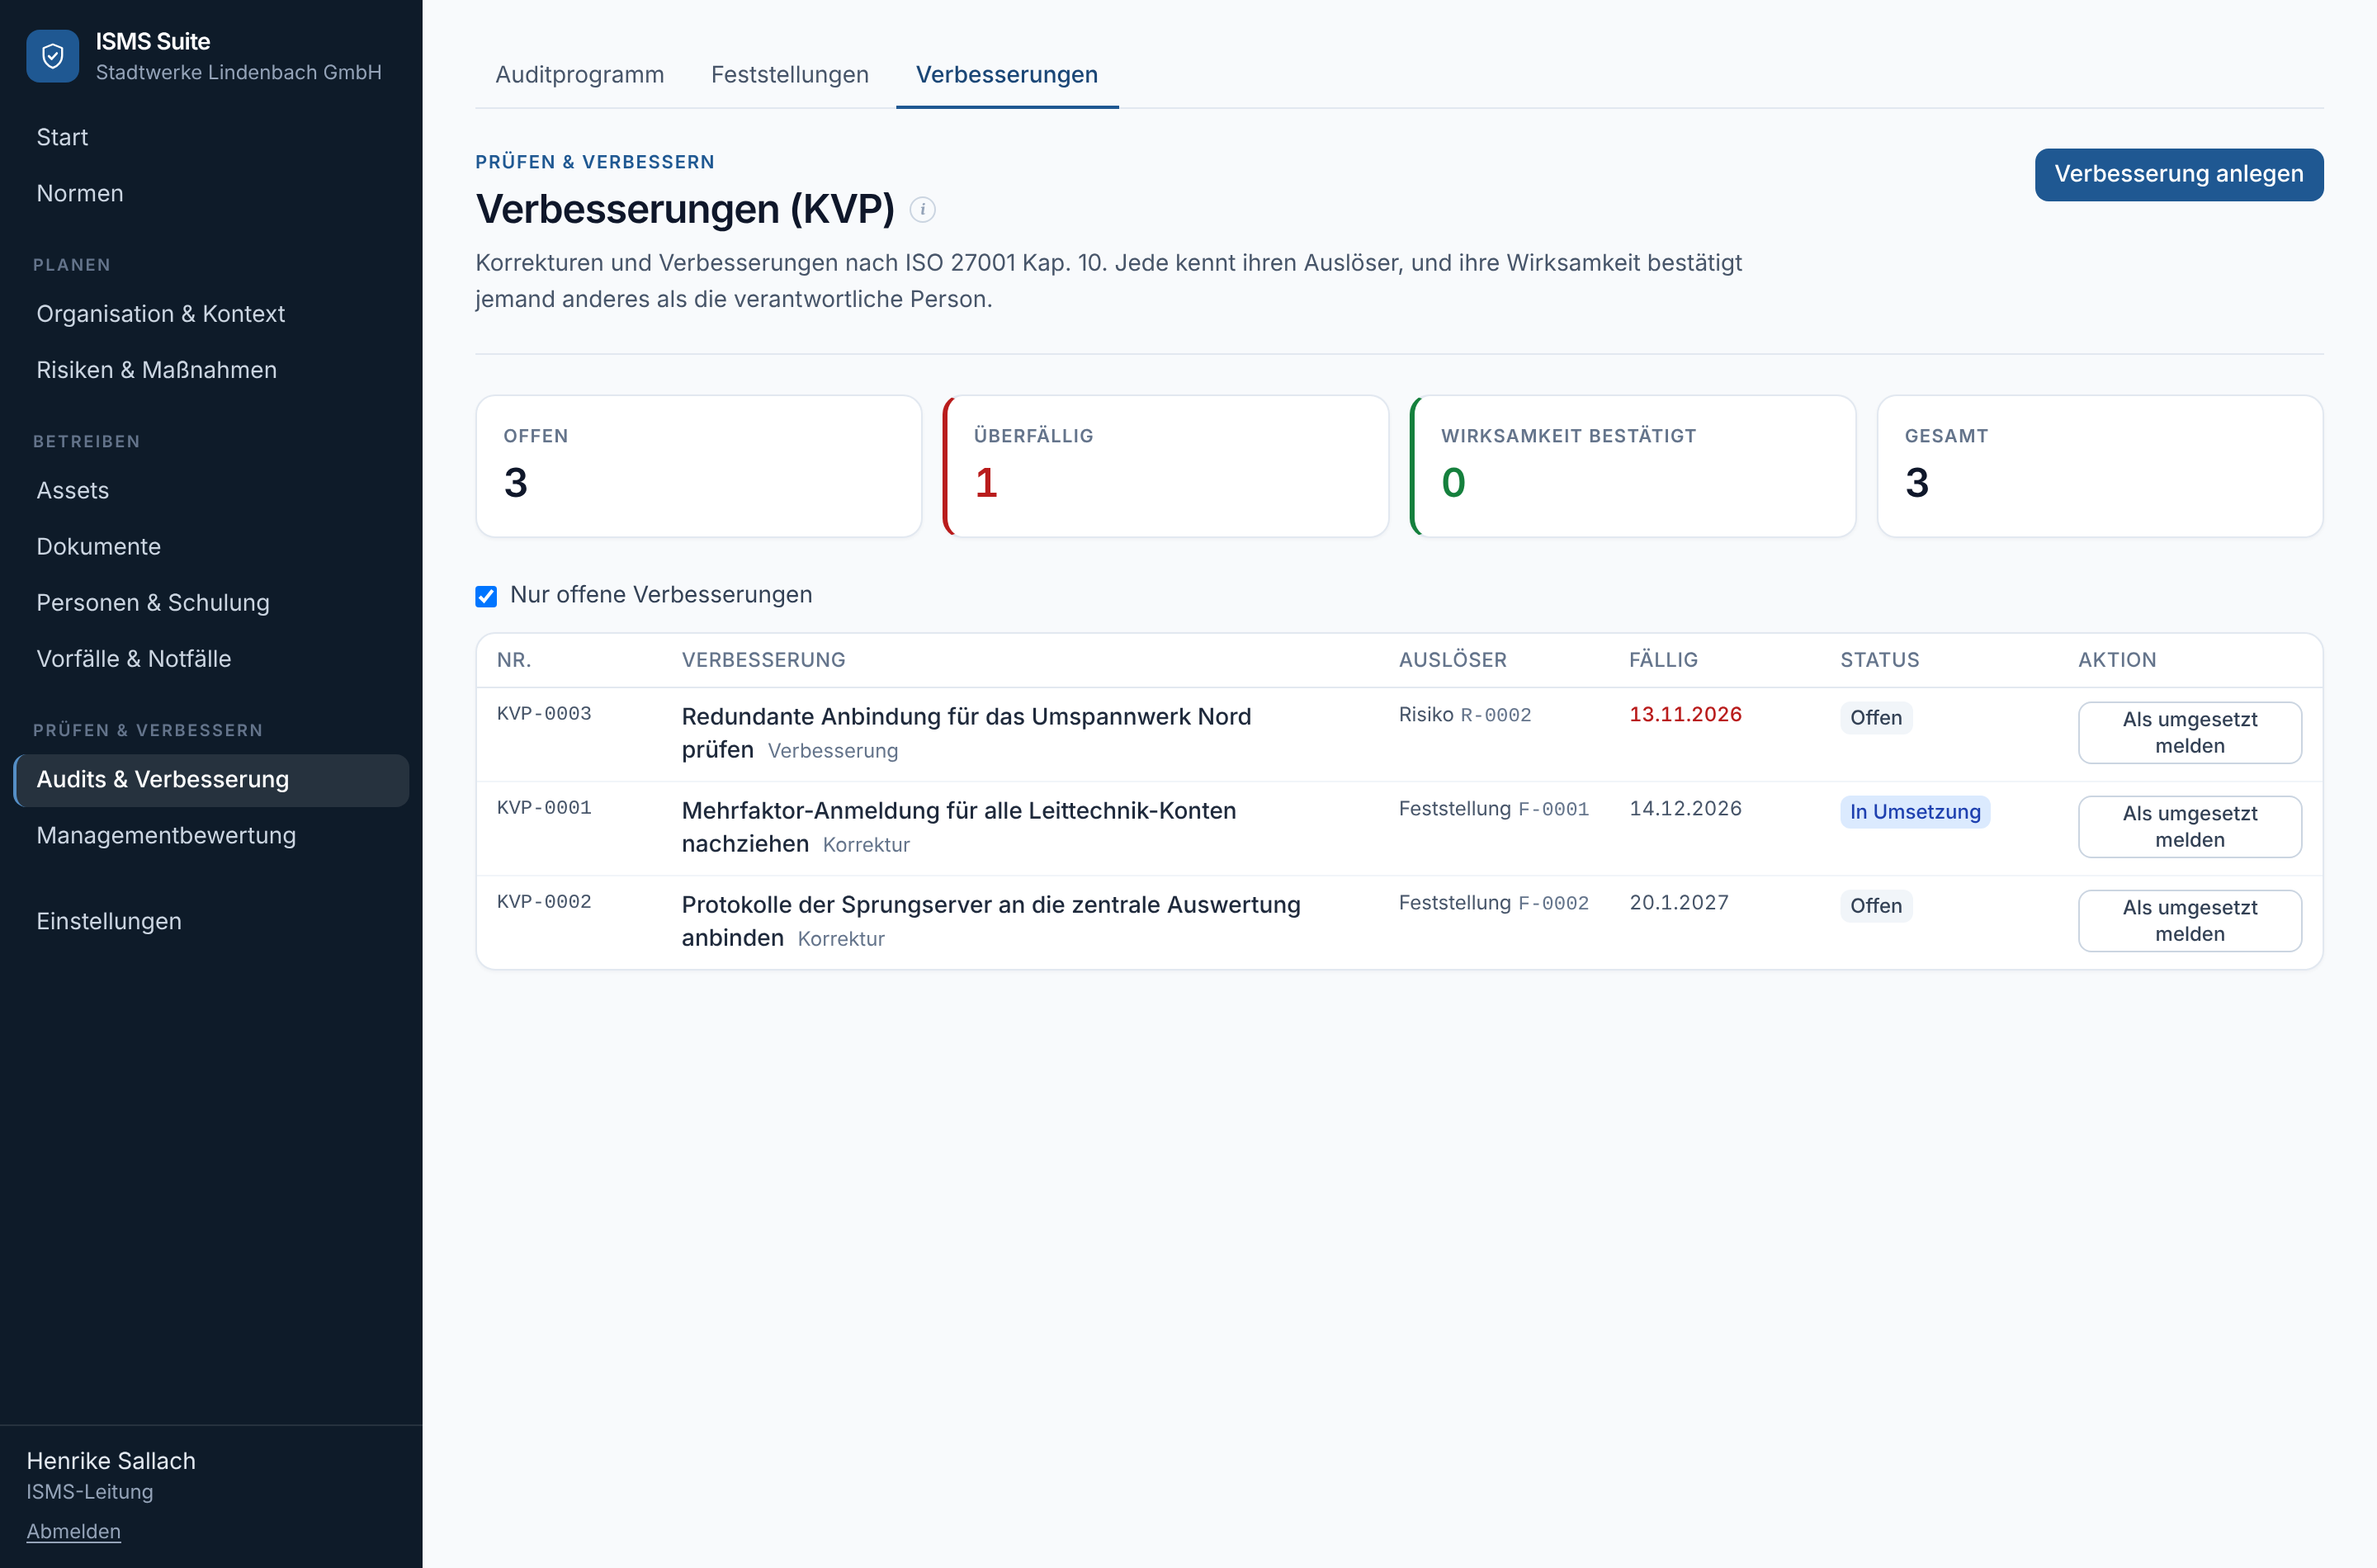 ISMS Suite
Stadtwerke Lindenbach GmbH
Start
Normen
PLANEN
Organisation & Kontext
Risiken & Maßnahmen
BETREIBEN
Assets
Dokumente
Personen & Schulung
Vorfälle & Notfälle
PRÜFEN & VERBESSERN
Audits & Verbesserung
Managementbewertung
Einstellungen
Henrike Sallach
ISMS-Leitung
Abmelden
Auditprogramm Feststellungen Verbesserungen
PRÜFEN & VERBESSERN
Verbesserungen (KVP) i
Verbesserung anlegen
Korrekturen und Verbesserungen nach ISO 27001 Kap. 10. Jede kennt ihren Auslöser, und ihre Wirksamkeit bestätigt
jemand anderes als die verantwortliche Person.
OFFEN
3
ÜBERFÄLLIG
1
WIRKSAMKEIT BESTÄTIGT
0
GESAMT
3
Nur offene Verbesserungen
NR. VERBESSERUNG AUSLÖSER FÄLLIG STATUS AKTION
KVP-0003 Redundante Anbindung für das Umspannwerk Nord Risiko R-0002 13.11.2026 Offen Als umgesetzt
prüfen Verbesserung melden
KVP-0001 Mehrfaktor-Anmeldung für alle Leittechnik-Konten Feststellung F-0001 14.12.2026 In Umsetzung Als umgesetzt
nachziehen Korrektur melden
KVP-0002 Protokolle der Sprungserver an die zentrale Auswertung Feststellung F-0002 20.1.2027 Offen Als umgesetzt
anbinden Korrektur melden